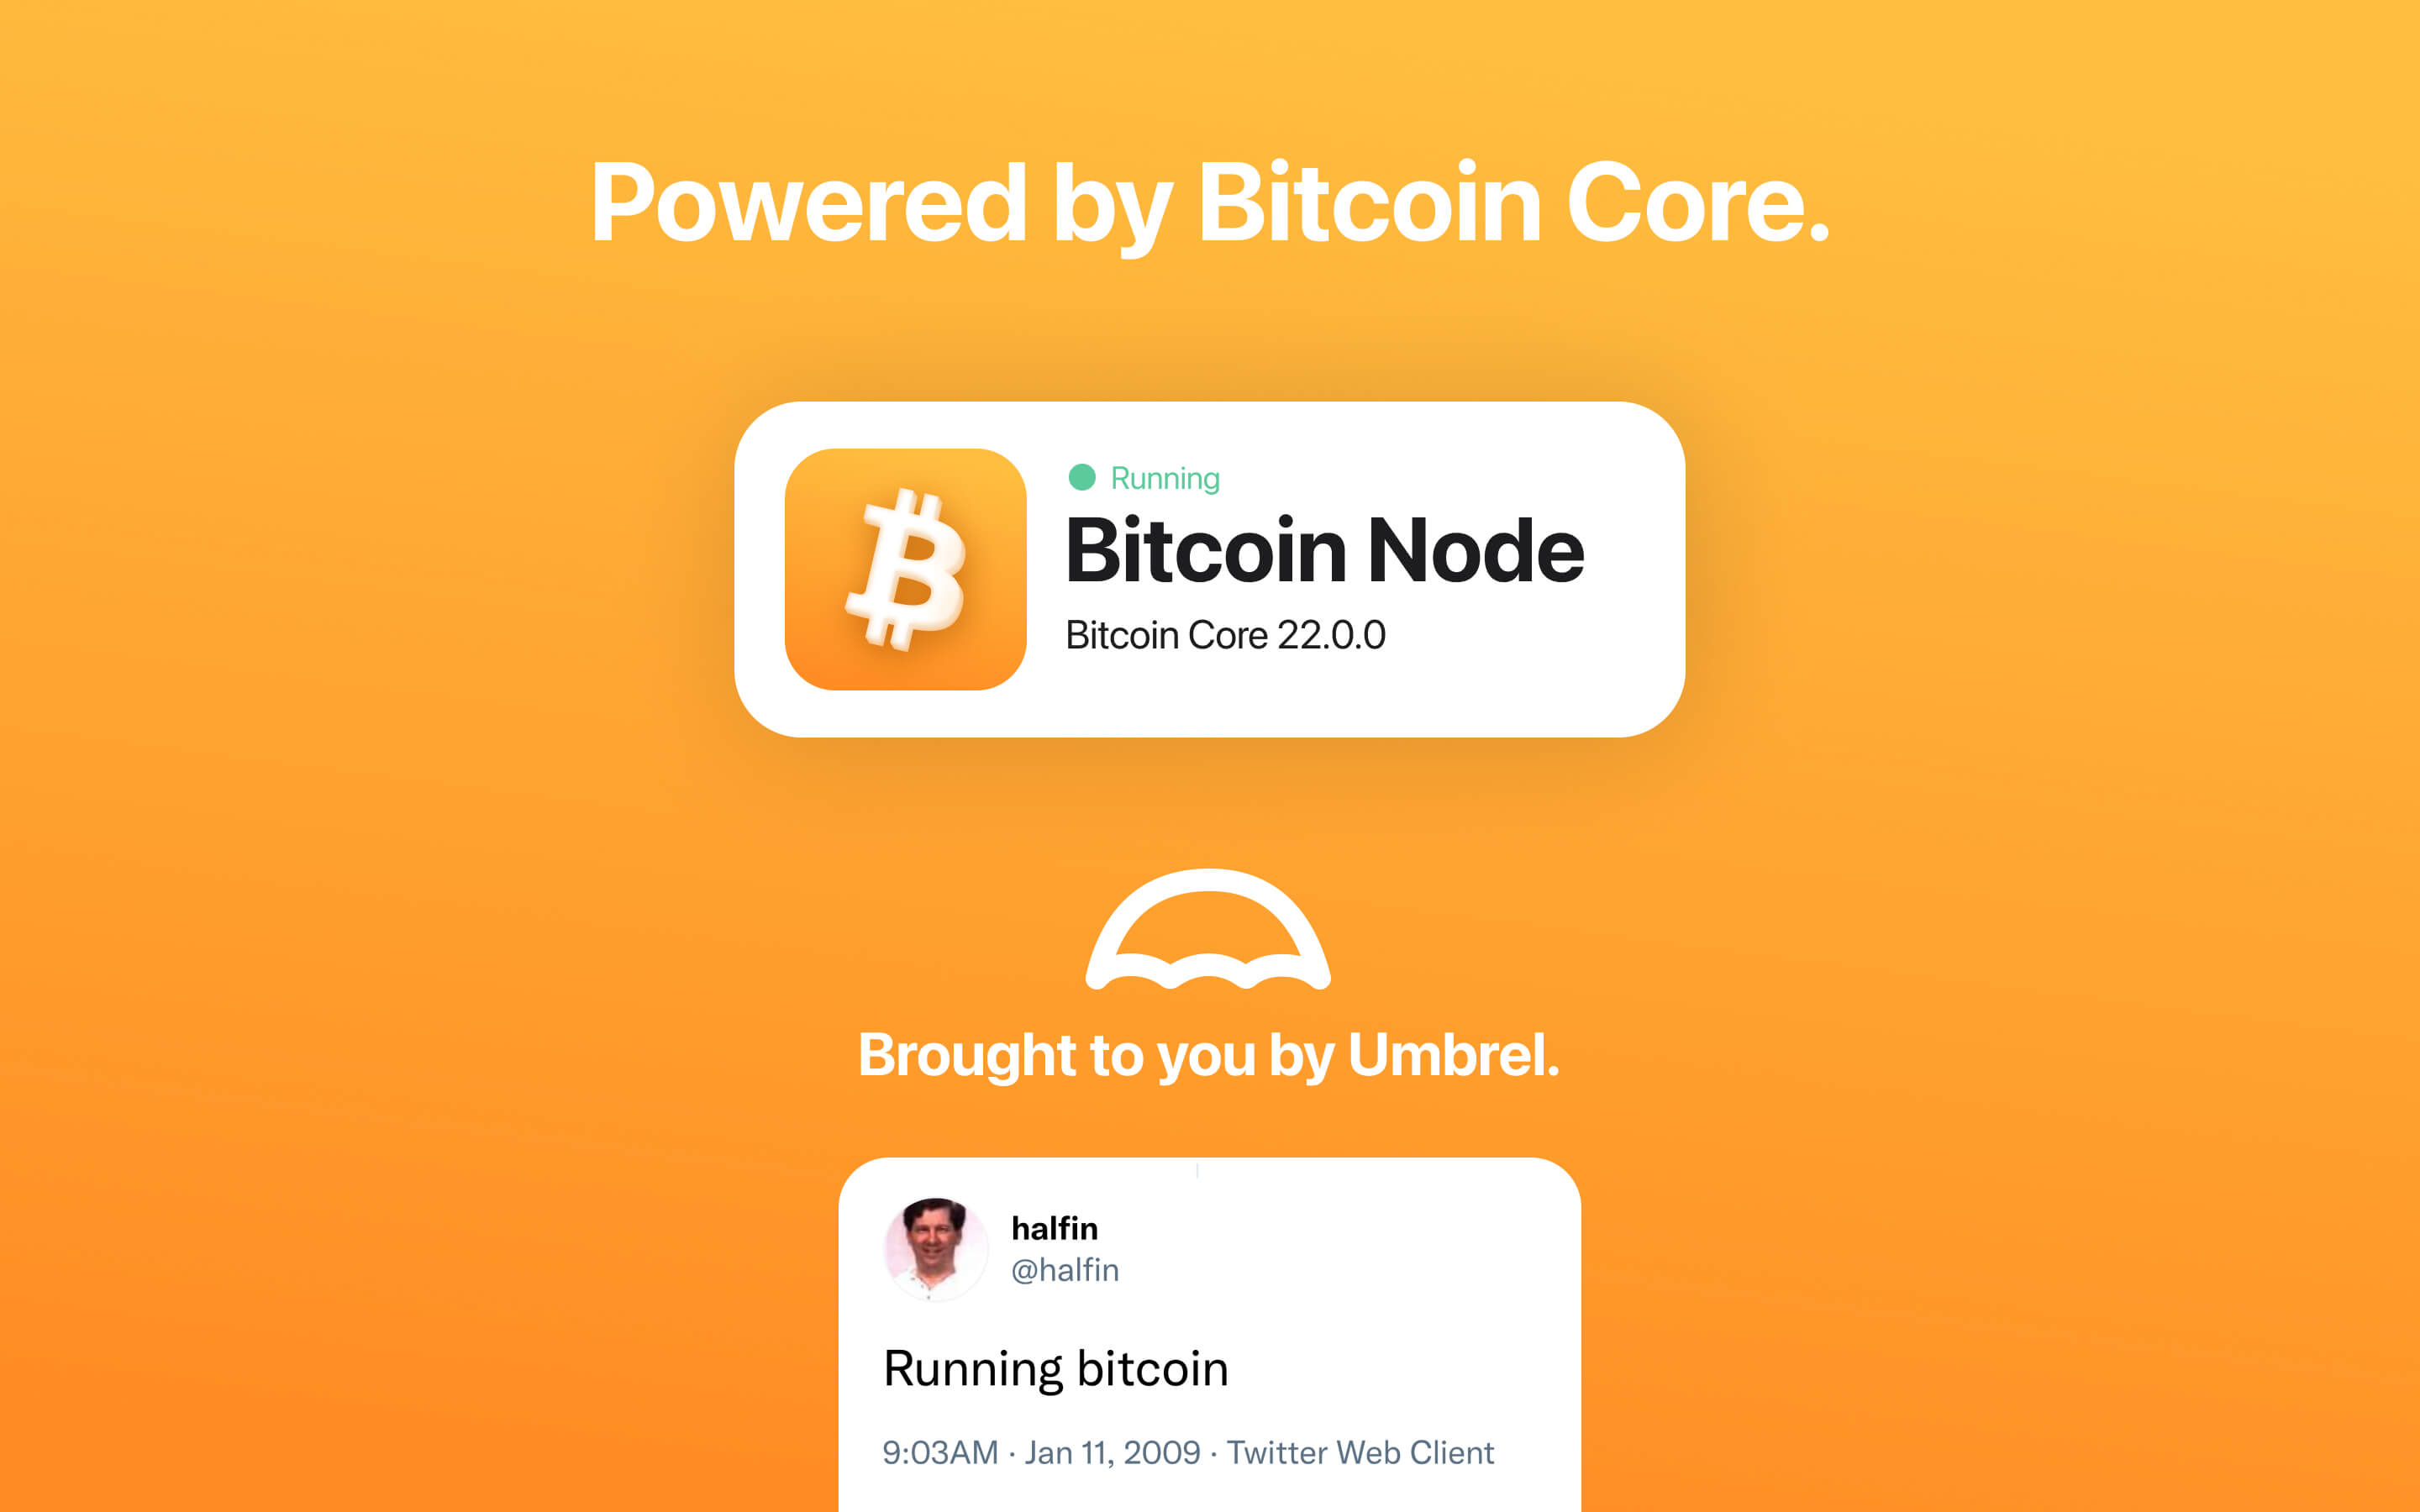 Powered by Bitcoin Core.
Running
Bitcoin Node
Bitcoin Core 22.0.0
Brought to you by Umbrel.
halfin
@halfin
Running bitcoin
9:03AM · Jan 11, 2009 · Twitter Web Client